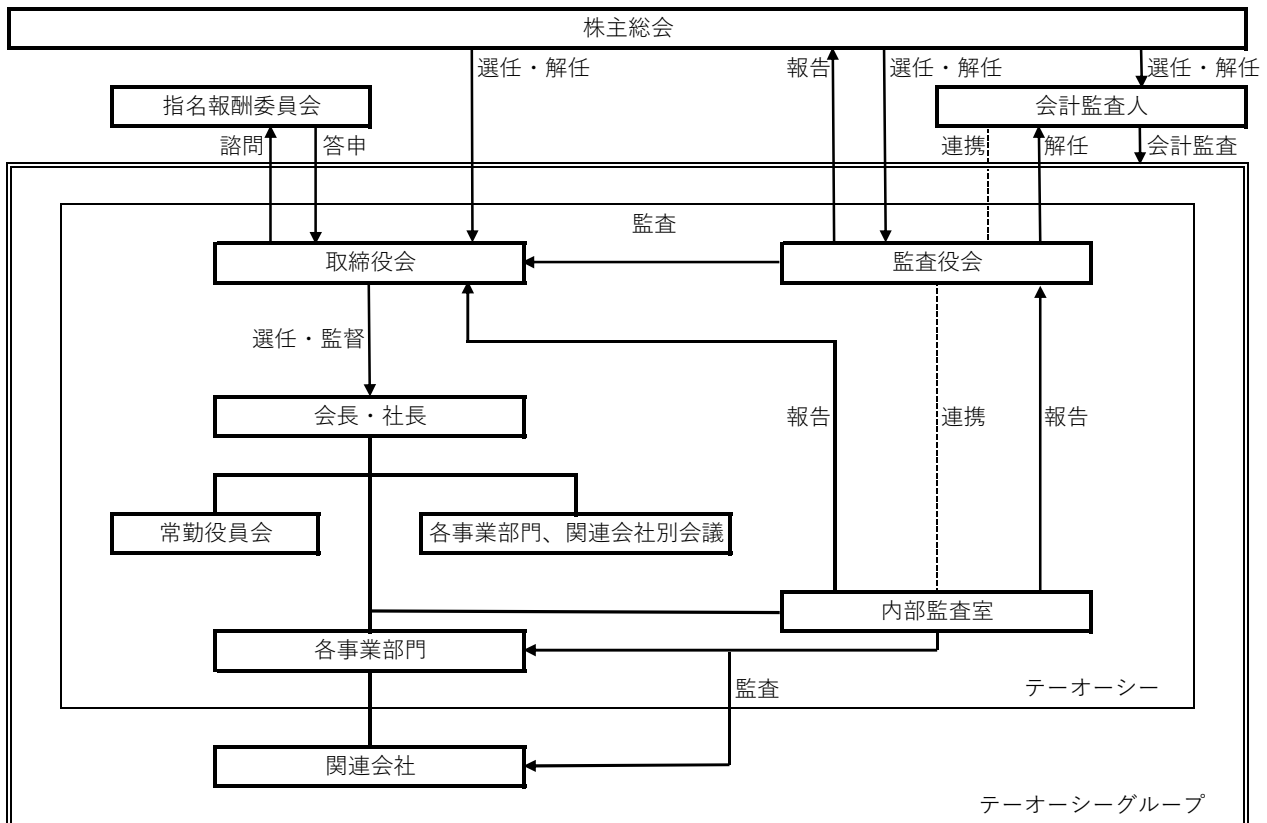 株主総会
選任・解任
報告
選任・解任
選任・解任
指名報酬委員会
会計監査人
諮問
答申
連携
解任
会計監査
監査
取締役会
監査役会
選任・監督
会長・社長
報告
連携
報告
常勤役員会
各事業部門、関連会社別会議
内部監査室
各事業部門
監査
テーオーシー
関連会社
テーオーシーグループ